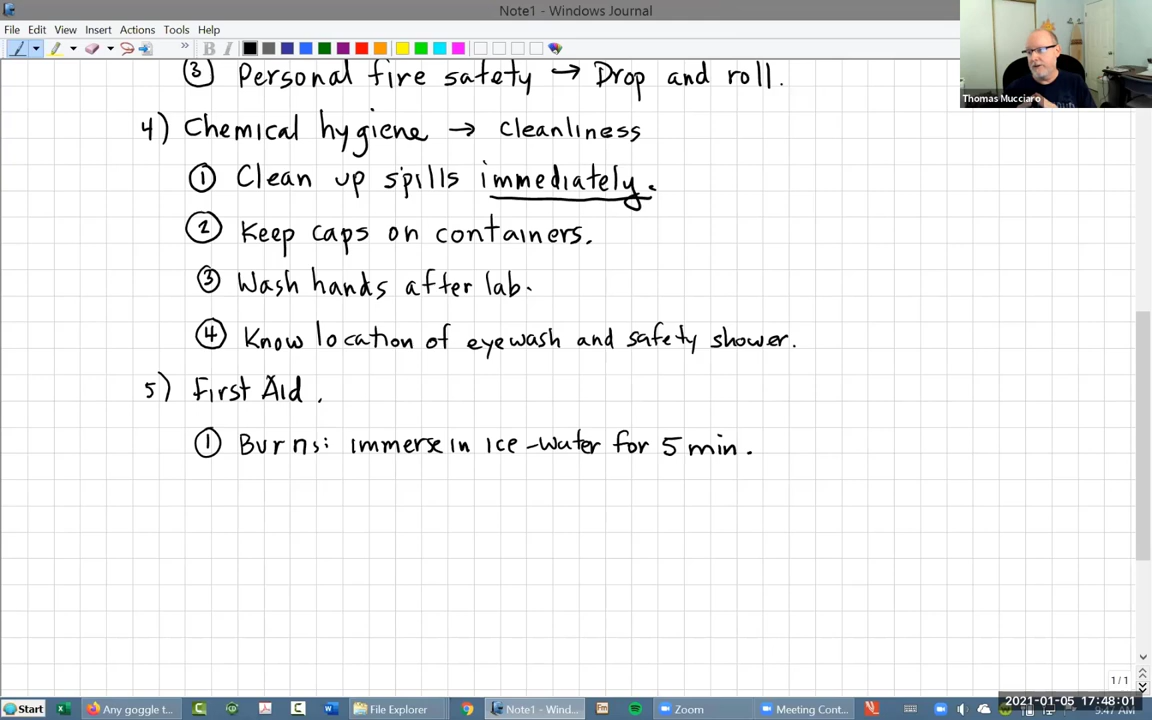 Note1 - Windows Journal
File Edit View Insert Actions Tools Help
B I
③ Personal fire safety → Drop and roll.
Thomas Mucciaro
4) Chemical hygiene → cleanliness
① Clean up spills immediately.
② Keep caps on containers.
③ Wash hands after lab.
④ Know location of eyewash and safety shower.
5) First Aid.
① Burns: immerse in ice-water for 5 min.
1 / 1
Start Any goggle t... File Explorer Note1 - Wind... Zoom Meeting Cont...
2021-01-05 17:48:01